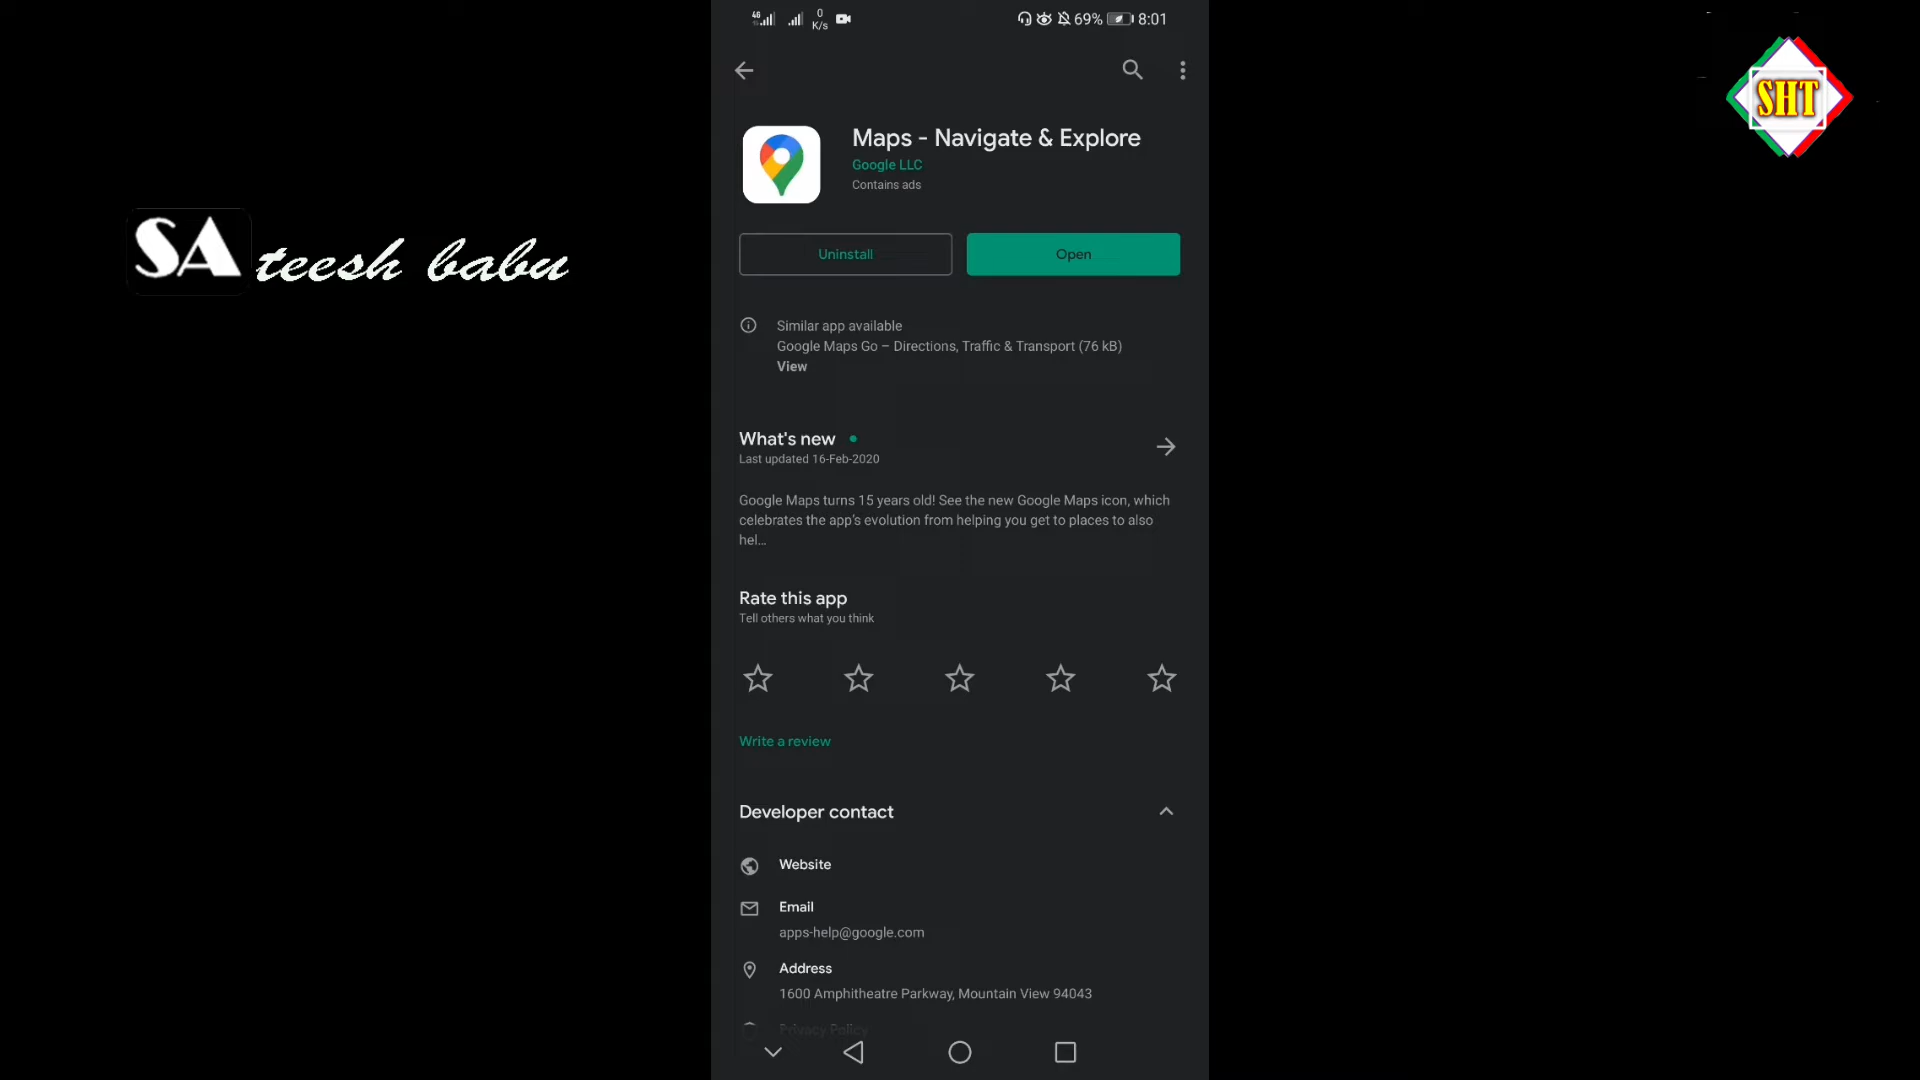 4G
0
K/s
69%
8:01
SHT
Maps - Navigate & Explore
Google LLC
Contains ads
SA teesh babu
Uninstall
Open
Similar app available
Google Maps Go – Directions, Traffic & Transport (76 kB)
View
What's new
Last updated 16-Feb-2020
Google Maps turns 15 years old! See the new Google Maps icon, which
celebrates the app's evolution from helping you get to places to also
hel...
Rate this app
Tell others what you think
Write a review
Developer contact
Website
Email
apps-help@google.com
Address
1600 Amphitheatre Parkway, Mountain View 94043
Privacy Policy